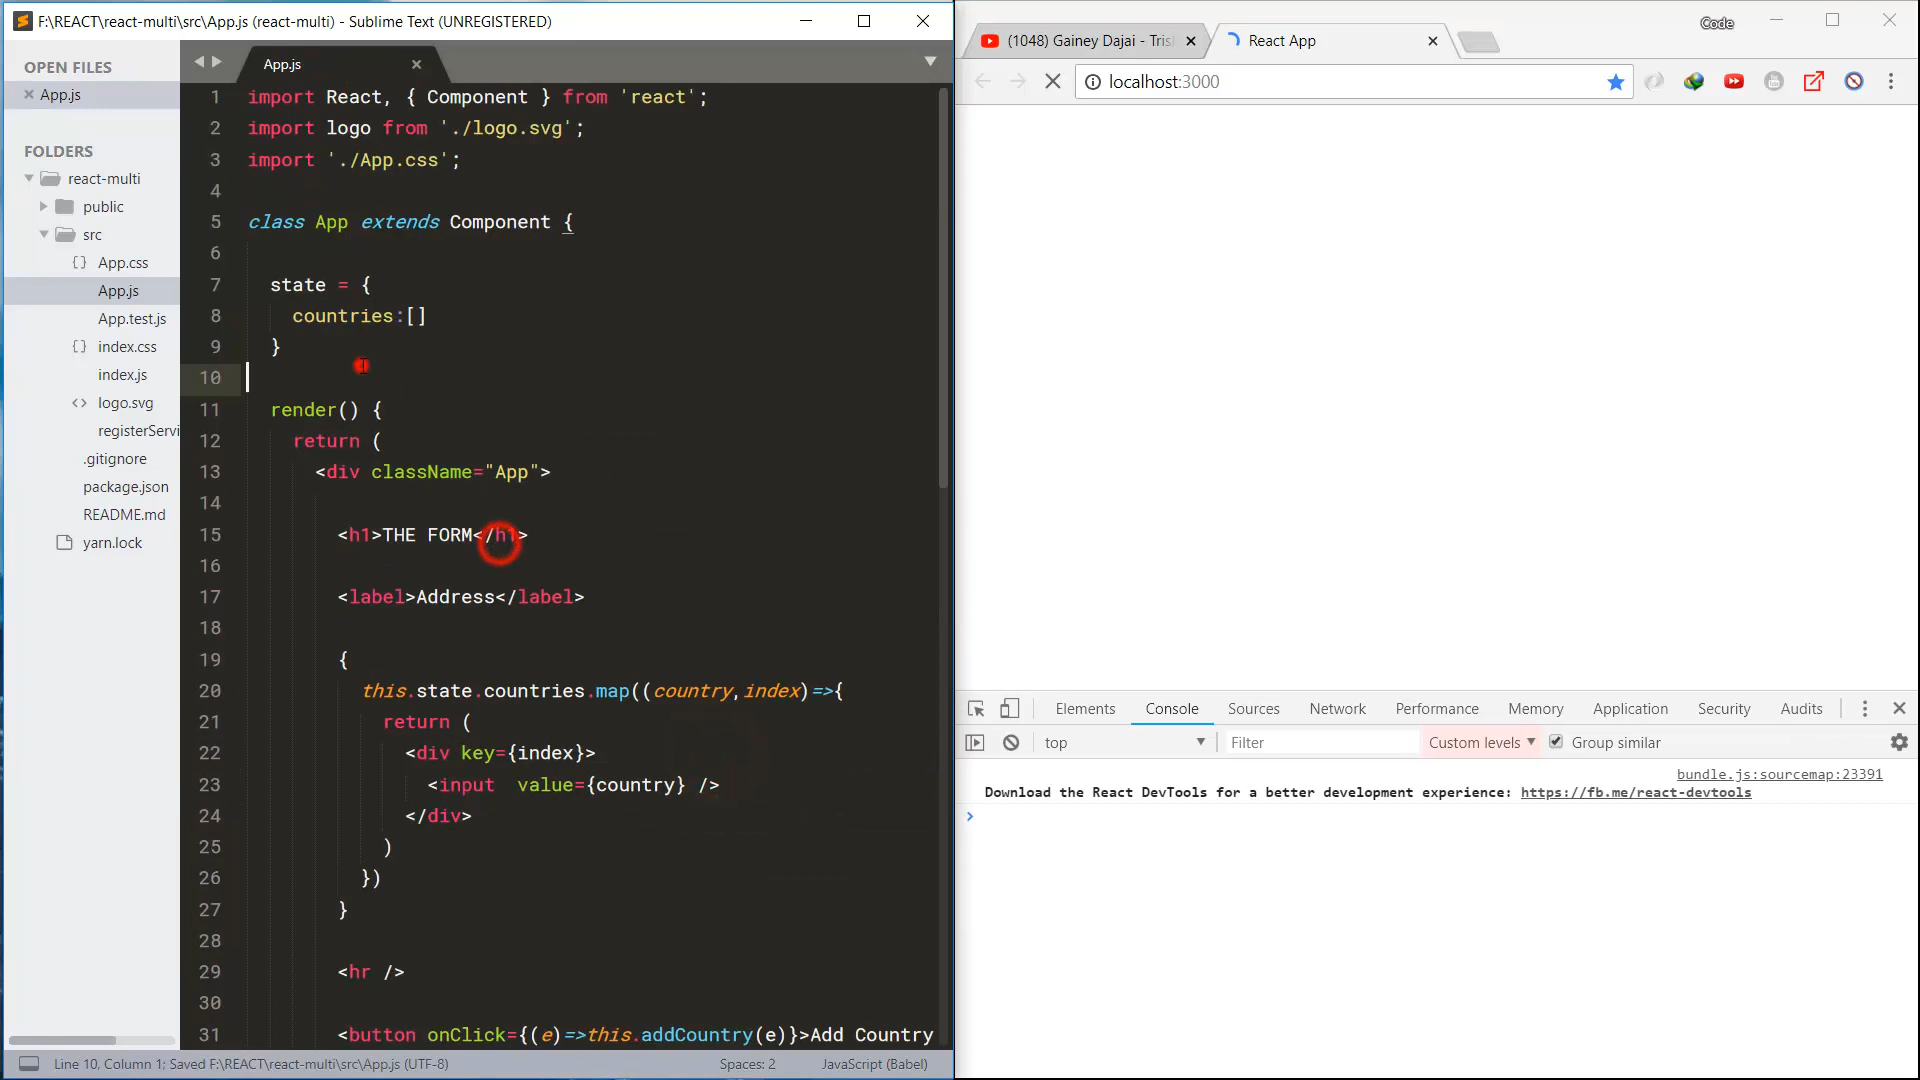 F:\REACT\react-multi\src\App.js (react-multi) - Sublime Text (UNREGISTERED)
OPEN FILES
App.js
FOLDERS
react-multi
public
src
{} App.css
App.js
App.test.js
{} index.css
index.js
<> logo.svg
registerServi
.gitignore
package.json
README.md
yarn.lock
App.js
1 import React, { Component } from 'react';
2 import logo from './logo.svg';
3 import './App.css';
4
5 class App extends Component {
6
7 state = {
8 countries:[]
9 }
10
11 render() {
12 return (
13 <div className="App">
14
15 <h1>THE FORM</h1>
16
17 <label>Address</label>
18
19 {
20 this.state.countries.map((country,index)=>{
21 return (
22 <div key={index}>
23 <input  value={country} />
24 </div>
25 )
26 })
27 }
28
29 <hr />
30
31 <button onClick={(e)=>this.addCountry(e)}>Add Country
Line 10, Column 1; Saved F:\REACT\react-multi\src\App.js (UTF-8)
Spaces: 2
JavaScript (Babel)
Code
(1048) Gainey Dajai - Tris
React App
localhost:3000
Elements Console Sources Network Performance Memory Application Security Audits
top
Filter
Custom levels
Group similar
bundle.js:sourcemap:23391
Download the React DevTools for a better development experience: https://fb.me/react-devtools